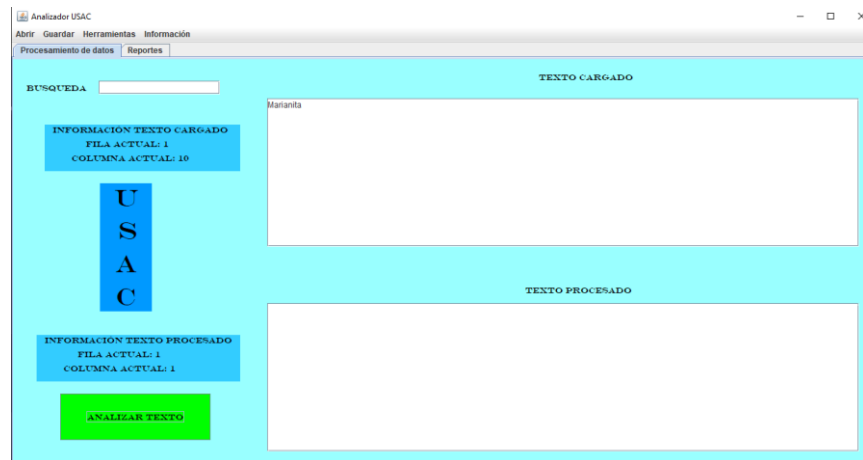 Analizador USAC
Abrir Guardar Herramientas Información
Procesamiento de datos Reportes
BUSQUEDA
TEXTO CARGADO
Marianita
INFORMACIÓN TEXTO CARGADO
FILA ACTUAL: 1
COLUMNA ACTUAL: 10
U
S
A
C
TEXTO PROCESADO
INFORMACIÓN TEXTO PROCESADO
FILA ACTUAL: 1
COLUMNA ACTUAL: 1
ANALIZAR TEXTO